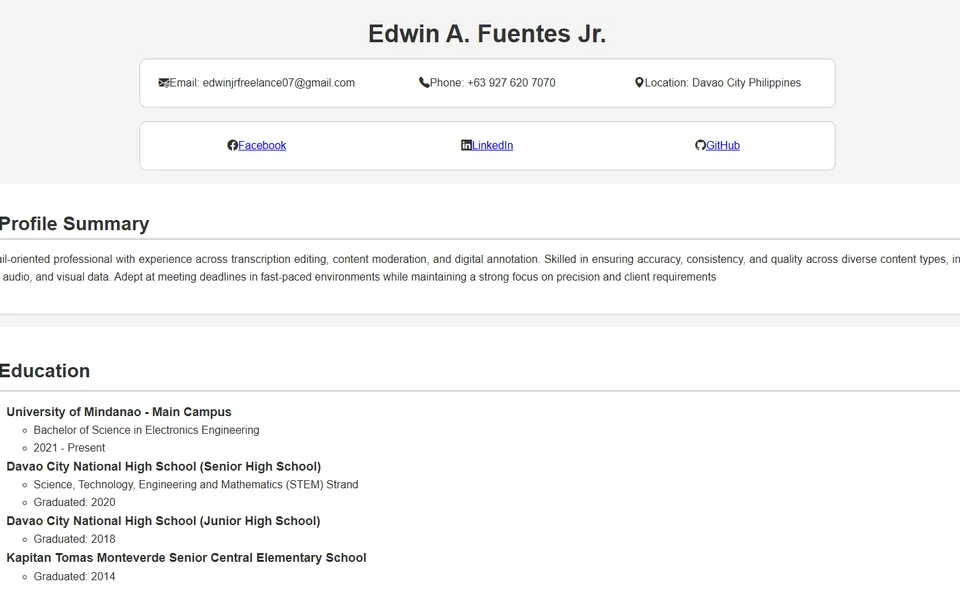 Edwin A. Fuentes Jr.
Email: edwinjrfreelance07@gmail.com Phone: +63 927 620 7070 Location: Davao City Philippines
Facebook LinkedIn GitHub
Profile Summary
il-oriented professional with experience across transcription editing, content moderation, and digital annotation. Skilled in ensuring accuracy, consistency, and quality across diverse content types, in
audio, and visual data. Adept at meeting deadlines in fast-paced environments while maintaining a strong focus on precision and client requirements
Education
University of Mindanao - Main Campus
Bachelor of Science in Electronics Engineering
2021 - Present
Davao City National High School (Senior High School)
Science, Technology, Engineering and Mathematics (STEM) Strand
Graduated: 2020
Davao City National High School (Junior High School)
Graduated: 2018
Kapitan Tomas Monteverde Senior Central Elementary School
Graduated: 2014